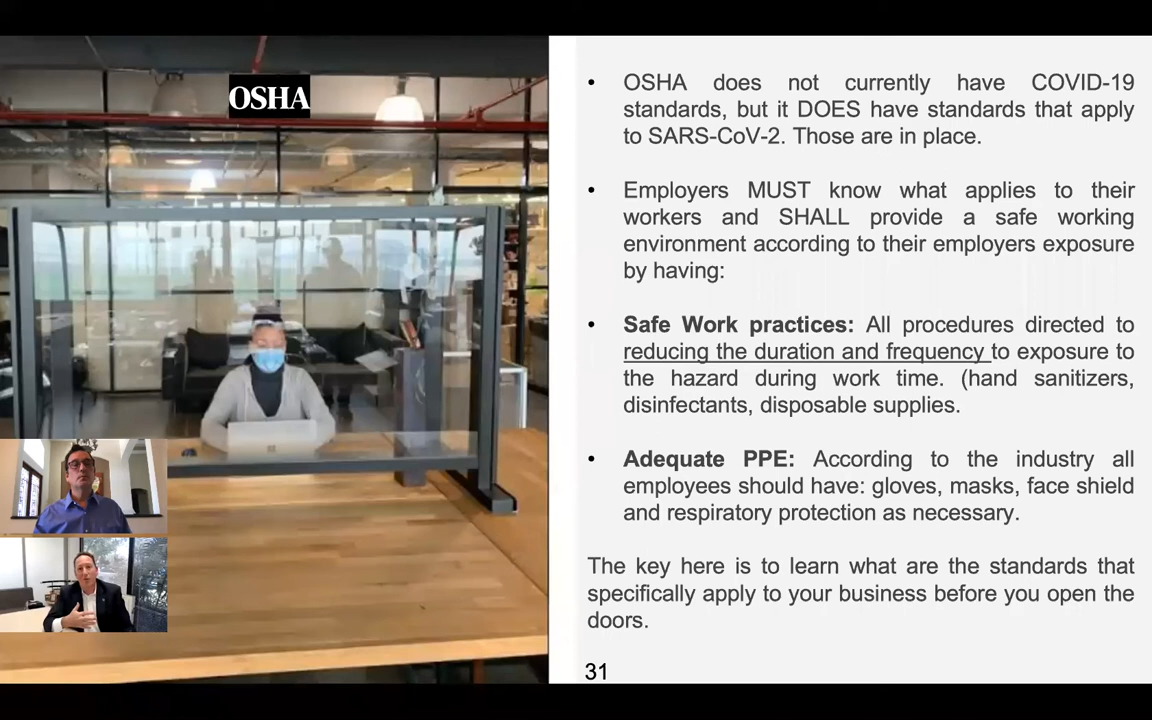 OSHA
• OSHA does not currently have COVID-19
standards, but it DOES have standards that apply
to SARS-CoV-2. Those are in place.
• Employers MUST know what applies to their
workers and SHALL provide a safe working
environment according to their employers exposure
by having:
• Safe Work practices: All procedures directed to
reducing the duration and frequency to exposure to
the hazard during work time. (hand sanitizers,
disinfectants, disposable supplies.
• Adequate PPE: According to the industry all
employees should have: gloves, masks, face shield
and respiratory protection as necessary.
The key here is to learn what are the standards that
specifically apply to your business before you open the
doors.
31